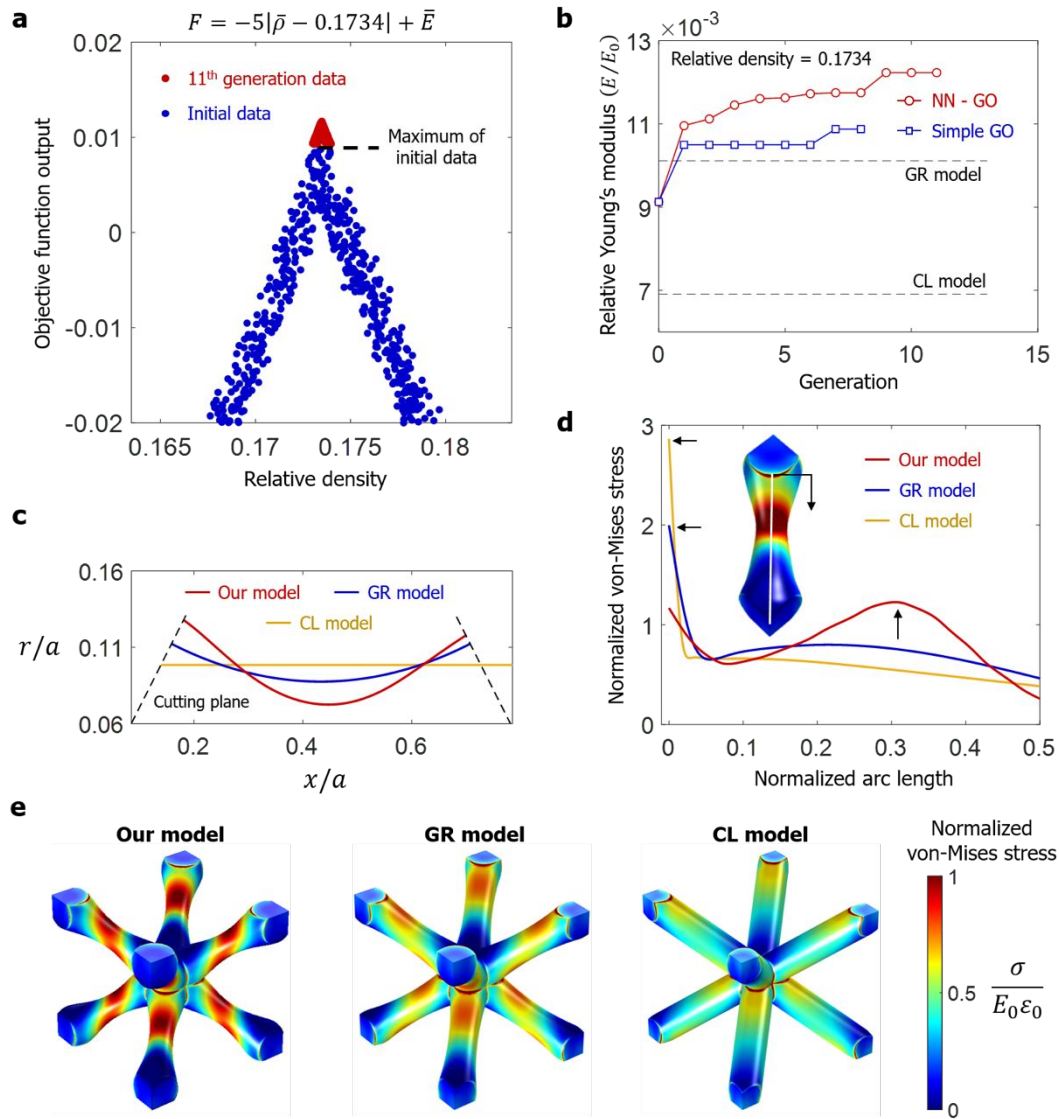 a
F = −5|ρ̄ − 0.1734| + Ē
0.02
0.01
0
-0.01
-0.02
0.165
0.17
0.175
0.18
Objective function output
Relative density
11th generation data
Initial data
Maximum of
initial data
b
×10⁻³
13
11
9
7
0
5
10
15
Relative Young's modulus (E/E₀)
Generation
Relative density = 0.1734
NN - GO
Simple GO
GR model
CL model
c
0.16
0.11
0.06
r/a
0.2
0.4
0.6
x/a
Our model
GR model
CL model
Cutting plane
d
3
2
1
0
0
0.1
0.2
0.3
0.4
0.5
Normalized von-Mises stress
Normalized arc length
Our model
GR model
CL model
e
Our model
GR model
CL model
Normalized
von-Mises stress
1
0.5
0
σ
E₀ε₀